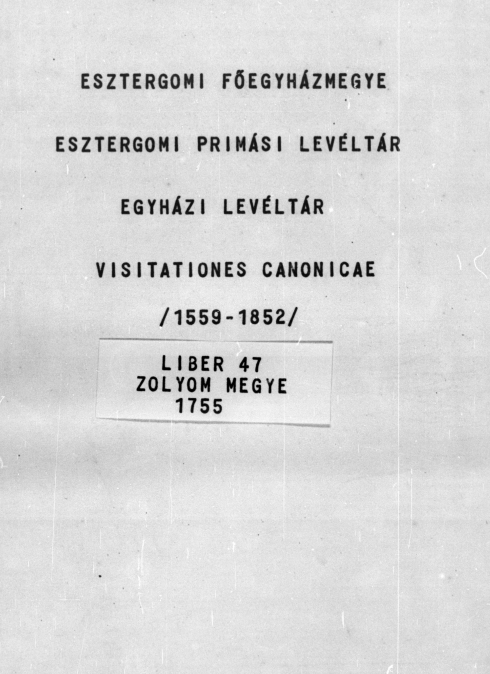 ESZTERGOMI FŐEGYHÁZMEGYE
ESZTERGOMI PRIMÁSI LEVÉLTÁR
EGYHÁZI LEVÉLTÁR
VISITATIONES CANONICAE
/1559-1852/
LIBER 47
ZOLYOM MEGYE
1755